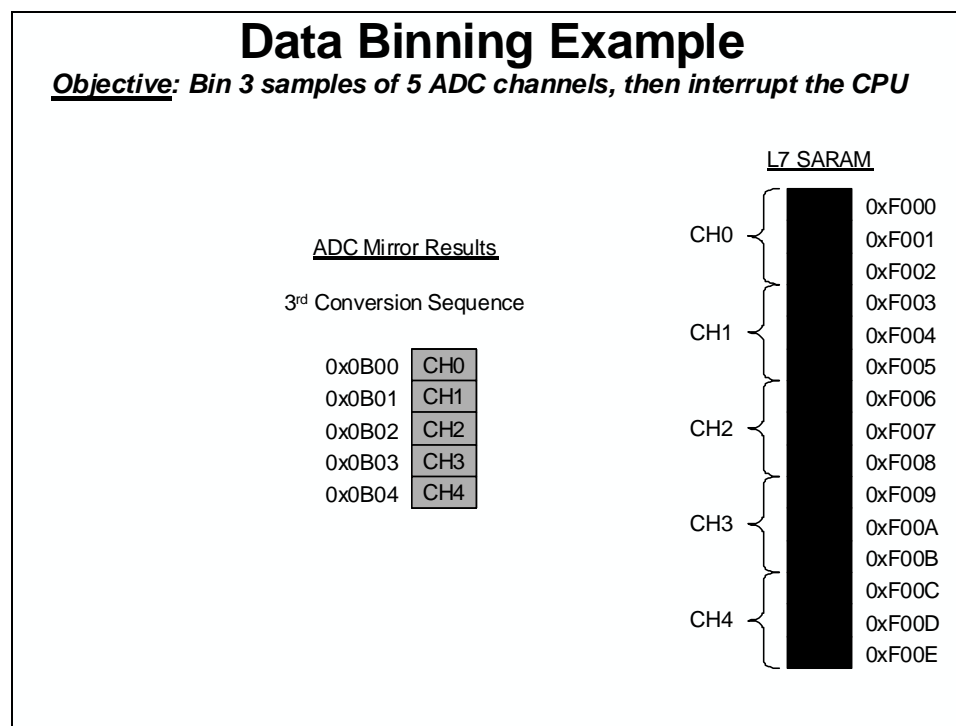 Data Binning Example
Objective: Bin 3 samples of 5 ADC channels, then interrupt the CPU
ADC Mirror Results
3rd Conversion Sequence
0x0B00 CH0
0x0B01 CH1
0x0B02 CH2
0x0B03 CH3
0x0B04 CH4
L7 SARAM
CH0
0xF000
0xF001
0xF002
CH1
0xF003
0xF004
0xF005
CH2
0xF006
0xF007
0xF008
CH3
0xF009
0xF00A
0xF00B
CH4
0xF00C
0xF00D
0xF00E